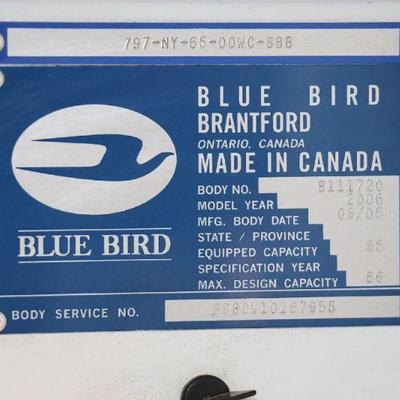 797-NY-65-00WC-BBB
BLUE BIRD
BRANTFORD
ONTARIO, CANADA
MADE IN CANADA
BODY NO. B111720
MODEL YEAR 2006
MFG. BODY DATE 06/05
STATE / PROVINCE
EQUIPPED CAPACITY 65
SPECIFICATION YEAR
MAX. DESIGN CAPACITY 66
BLUE BIRD
BODY SERVICE NO.